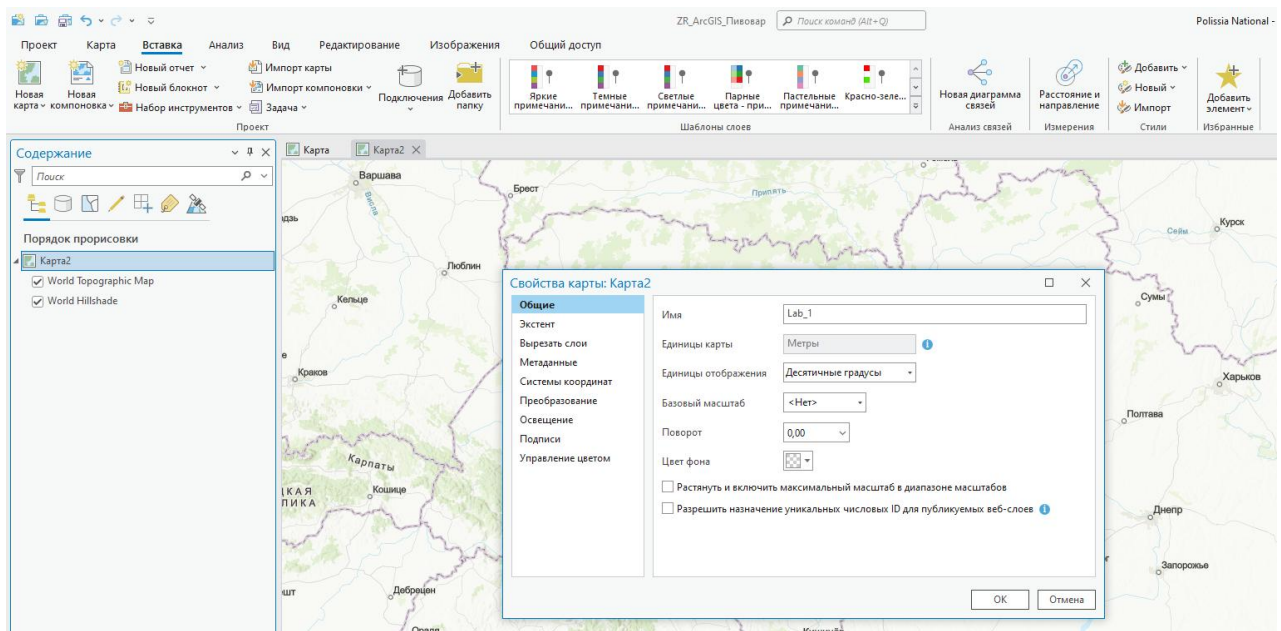 ZR_ArcGIS_Пивовар
Поиск команд (Alt+Q)
Polissia National -
Проект Карта Вставка Анализ Вид Редактирование Изображения Общий доступ
Новая карта
Новая компоновка
Новый отчет
Новый блокнот
Набор инструментов
Импорт карты
Импорт компоновки
Задача
Подключения
Добавить папку
Проект
Яркие примечани...
Темные примечани...
Светлые примечани...
Парные цвета - при...
Пастельные примечани...
Красно-зеле...
Шаблоны слоев
Новая диаграмма связей
Анализ связей
Расстояние и направление
Измерения
Добавить
Новый
Импорт
Стили
Добавить элемент
Избранные
Содержание
Поиск
Порядок прорисовки
Карта2
World Topographic Map
World Hillshade
Карта
Карта2
Варшава
Висла
Брест
Припять
Сейм
Курск
дзь
Люблин
Кельце
Сумы
е
Краков
Харьков
Полтава
Карпаты
Кошице
ЦКАЯ
ЛИКА
Днепр
Запорожье
г
шт
Дебрецен
Свойства карты: Карта2
Общие
Экстент
Вырезать слои
Метаданные
Системы координат
Преобразование
Освещение
Подписи
Управление цветом
Имя Lab_1
Единицы карты Метры
Единицы отображения Десятичные градусы
Базовый масштаб <Нет>
Поворот 0,00
Цвет фона
Растянуть и включить максимальный масштаб в диапазоне масштабов
Разрешить назначение уникальных числовых ID для публикуемых веб-слоев
ОК Отмена